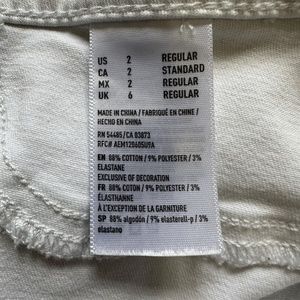 US 2 REGULAR
CA 2 STANDARD
MX 2 REGULAR
UK 6 REGULAR
MADE IN CHINA / FABRIQUÉ EN CHINE /
HECHO EN CHINA
RN 54485/CA 03873
RFC# AEM120605U9A
EN 88% COTTON / 9% POLYESTER / 3%
ELASTANE
EXCLUSIVE OF DECORATION
FR 88% COTON / 9% POLYESTER / 3%
ÉLASTHANNE
À L'EXCEPTION DE LA GARNITURE
SP 88% algodón / 9% elasterell-p / 3%
elastano